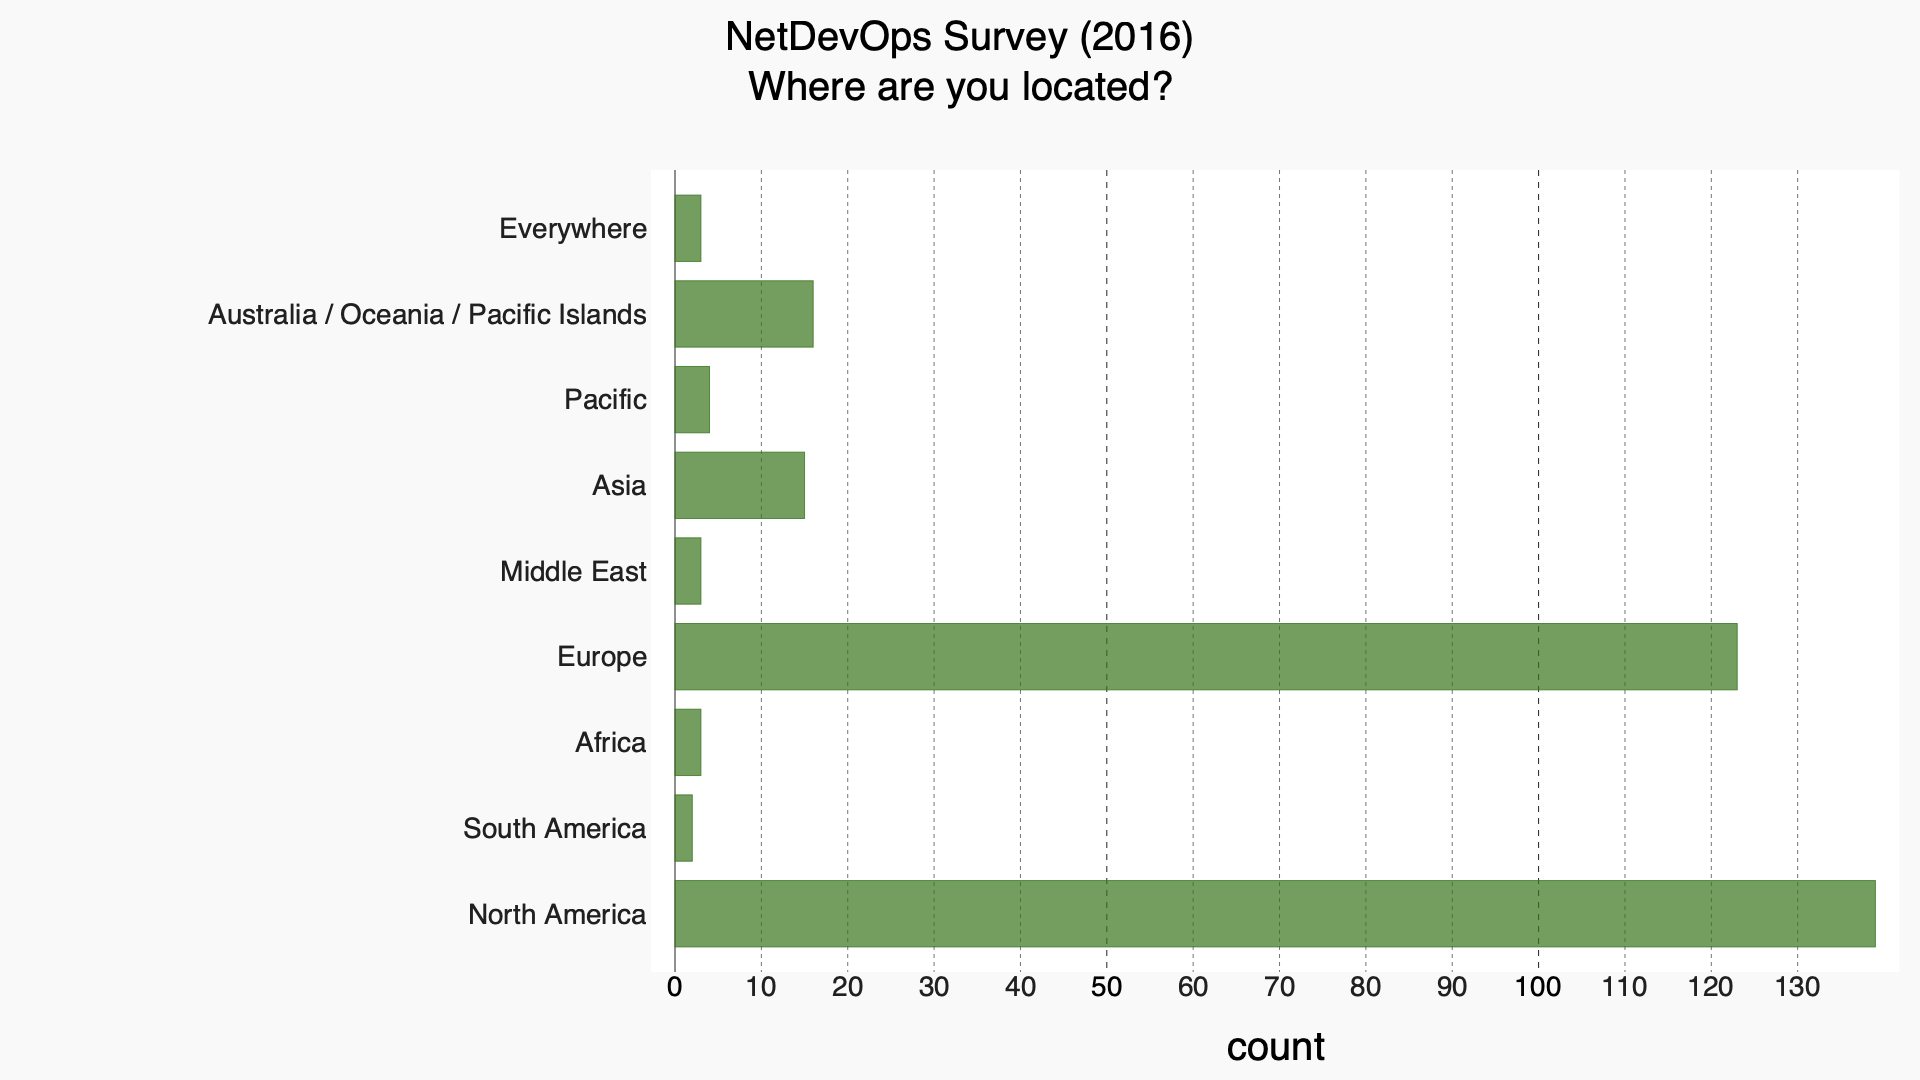 NetDevOps Survey (2016)
Where are you located?
Everywhere
Australia / Oceania / Pacific Islands
Pacific
Asia
Middle East
Europe
Africa
South America
North America
0 10 20 30 40 50 60 70 80 90 100 110 120 130
count